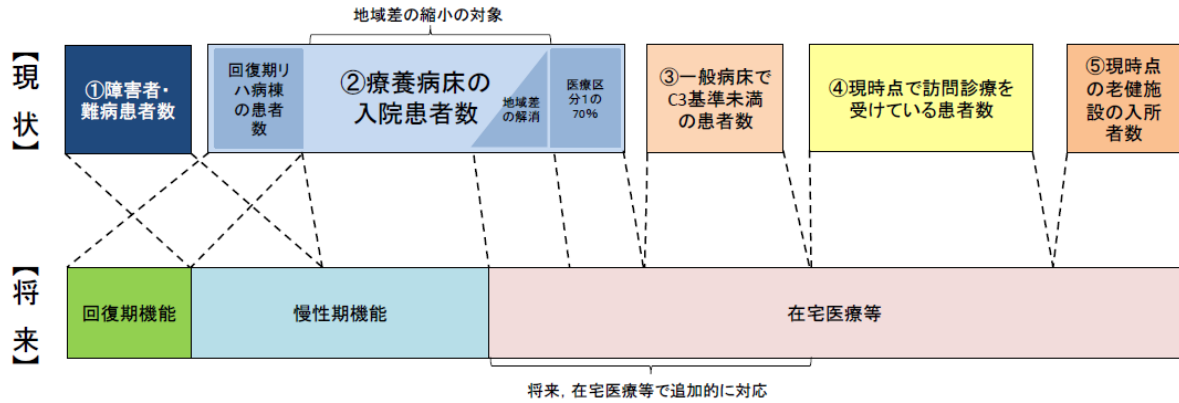 地域差の縮小の対象
【現状】
①障害者・
難病患者数
回復期リ
ハ病棟
の患者
数
②療養病床の
入院患者数
地域差
の解消
医療区
分1の
70%
③一般病床で
C3基準未満
の患者数
④現時点で訪問診療を
受けている患者数
⑤現時点
の老健施
設の入所
者数
【将来】
回復期機能
慢性期機能
在宅医療等
将来，在宅医療等で追加的に対応